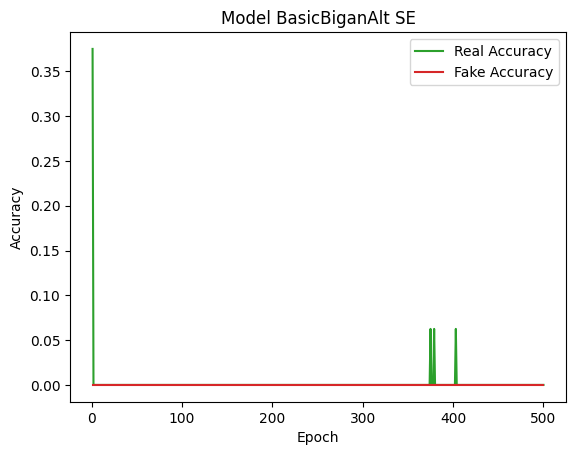 Model BasicBiganAlt SE
Real Accuracy
Fake Accuracy
Accuracy
0.35
0.30
0.25
0.20
0.15
0.10
0.05
0.00
0 100 200 300 400 500
Epoch